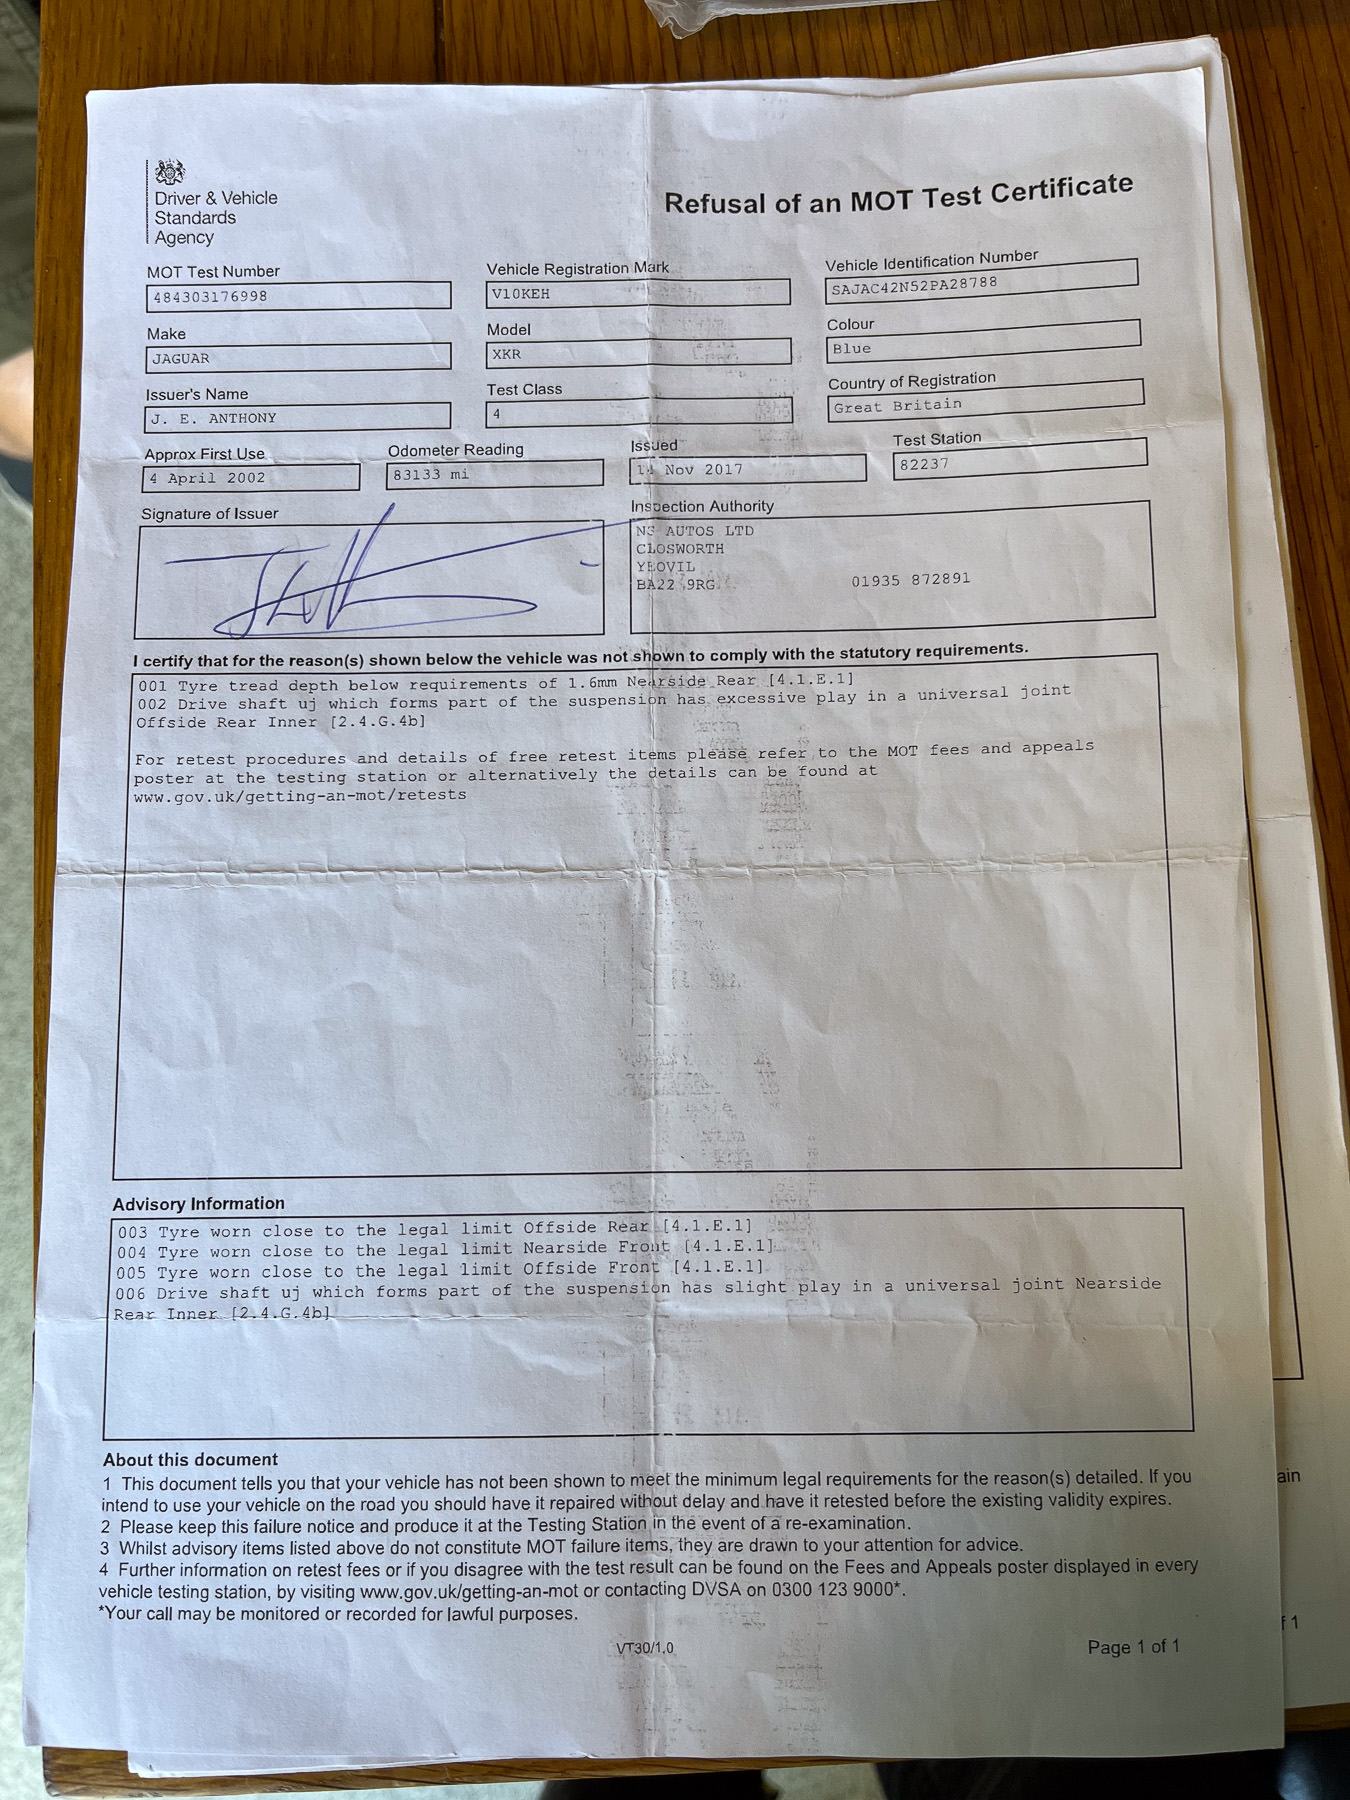 Driver & Vehicle
Standards
Agency
Refusal of an MOT Test Certificate
MOT Test Number
484303176998
Vehicle Registration Mark
V10KEH
Vehicle Identification Number
SAJAC42N52PA28788
Make
JAGUAR
Model
XKR
Colour
Blue
Issuer's Name
J. E. ANTHONY
Test Class
4
Country of Registration
Great Britain
Approx First Use
4 April 2002
Odometer Reading
83133 mi
Issued
Nov 2017
Test Station
82237
Signature of Issuer
Inspection Authority
AUTOS LTD
CLOSWORTH
YEOVIL
BA22 9RG 01935 872891
I certify that for the reason(s) shown below the vehicle was not shown to comply with the statutory requirements.
001 Tyre tread depth below requirements of 1.6mm Nearside Rear [4.1.E.1]
002 Drive shaft uj which forms part of the suspension has excessive play in a universal joint
Offside Rear Inner [2.4.G.4b]
For retest procedures and details of free retest items please refer to the MOT fees and appeals
poster at the testing station or alternatively the details can be found at
www.gov.uk/getting-an-mot/retests
Advisory Information
003 Tyre worn close to the legal limit Offside Rear [4.1.E.1]
004 Tyre worn close to the legal limit Nearside Front [4.1.E.1]
005 Tyre worn close to the legal limit Offside Front [4.1.E.1]
006 Drive shaft uj which forms part of the suspension has slight play in a universal joint Nearside
Rear Inner [2.4.G.4b]
About this document
1 This document tells you that your vehicle has not been shown to meet the minimum legal requirements for the reason(s) detailed. If you
intend to use your vehicle on the road you should have it repaired without delay and have it retested before the existing validity expires.
2 Please keep this failure notice and produce it at the Testing Station in the event of a re-examination.
3 Whilst advisory items listed above do not constitute MOT failure items, they are drawn to your attention for advice.
4 Further information on retest fees or if you disagree with the test result can be found on the Fees and Appeals poster displayed in every
vehicle testing station, by visiting www.gov.uk/getting-an-mot or contacting DVSA on 0300 123 9000*.
*Your call may be monitored or recorded for lawful purposes.
VT30/1.0
Page 1 of 1
ain
f 1